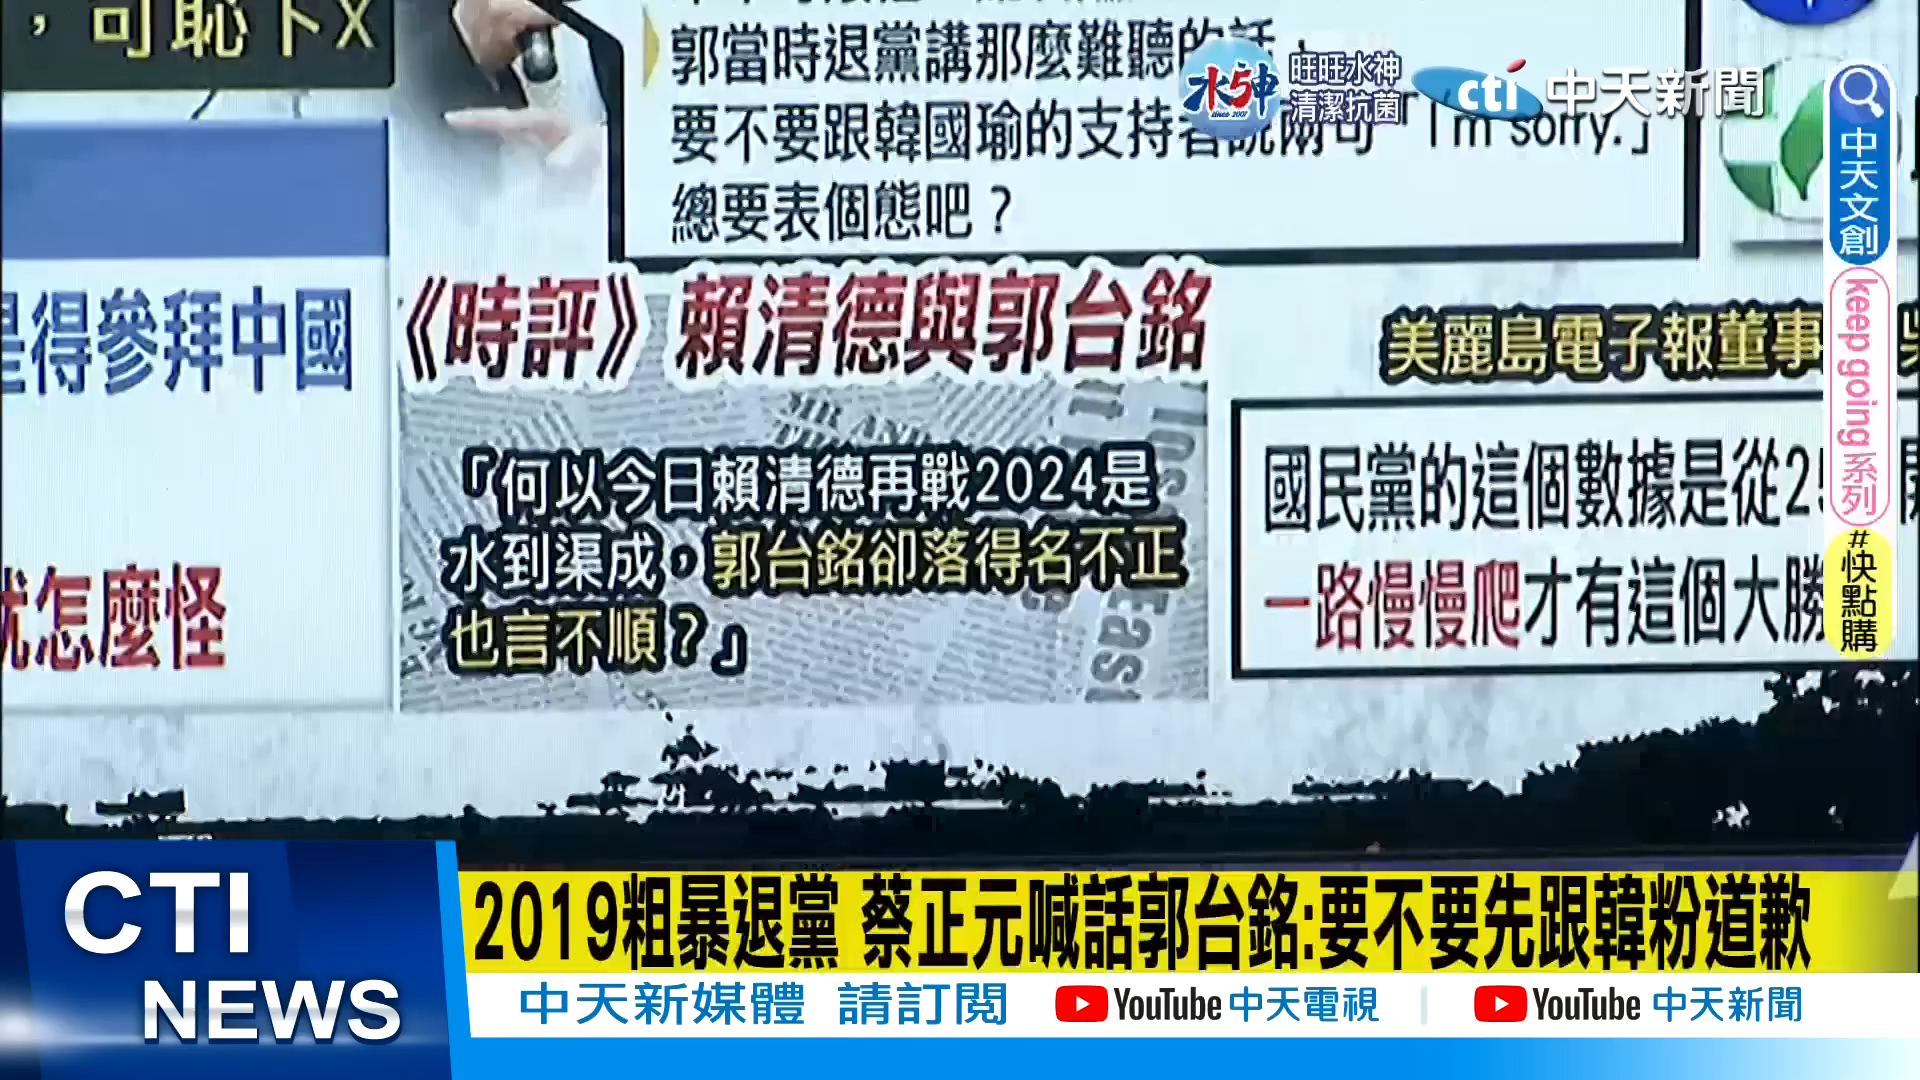 ，可恥下X
郭當時退黨講那麼難聽的話，
要不要跟韓國瑜的支持者說兩句「I'm sorry.」
總要表個態吧？
水神
since 2007
旺旺水神
清潔抗菌
cti 中天新聞
中天文創
keep going 系列
#快點購
得參拜中國
就怎麼怪
《時評》賴清德與郭台銘
「何以今日賴清德再戰2024是
水到渠成，郭台銘卻落得名不正
也言不順？」
美麗島電子報董事
國民黨的這個數據是從2
一路慢慢爬才有這個大勝
CTI
NEWS
2019粗暴退黨 蔡正元喊話郭台銘:要不要先跟韓粉道歉
中天新媒體 請訂閱 YouTube 中天電視 | YouTube 中天新聞